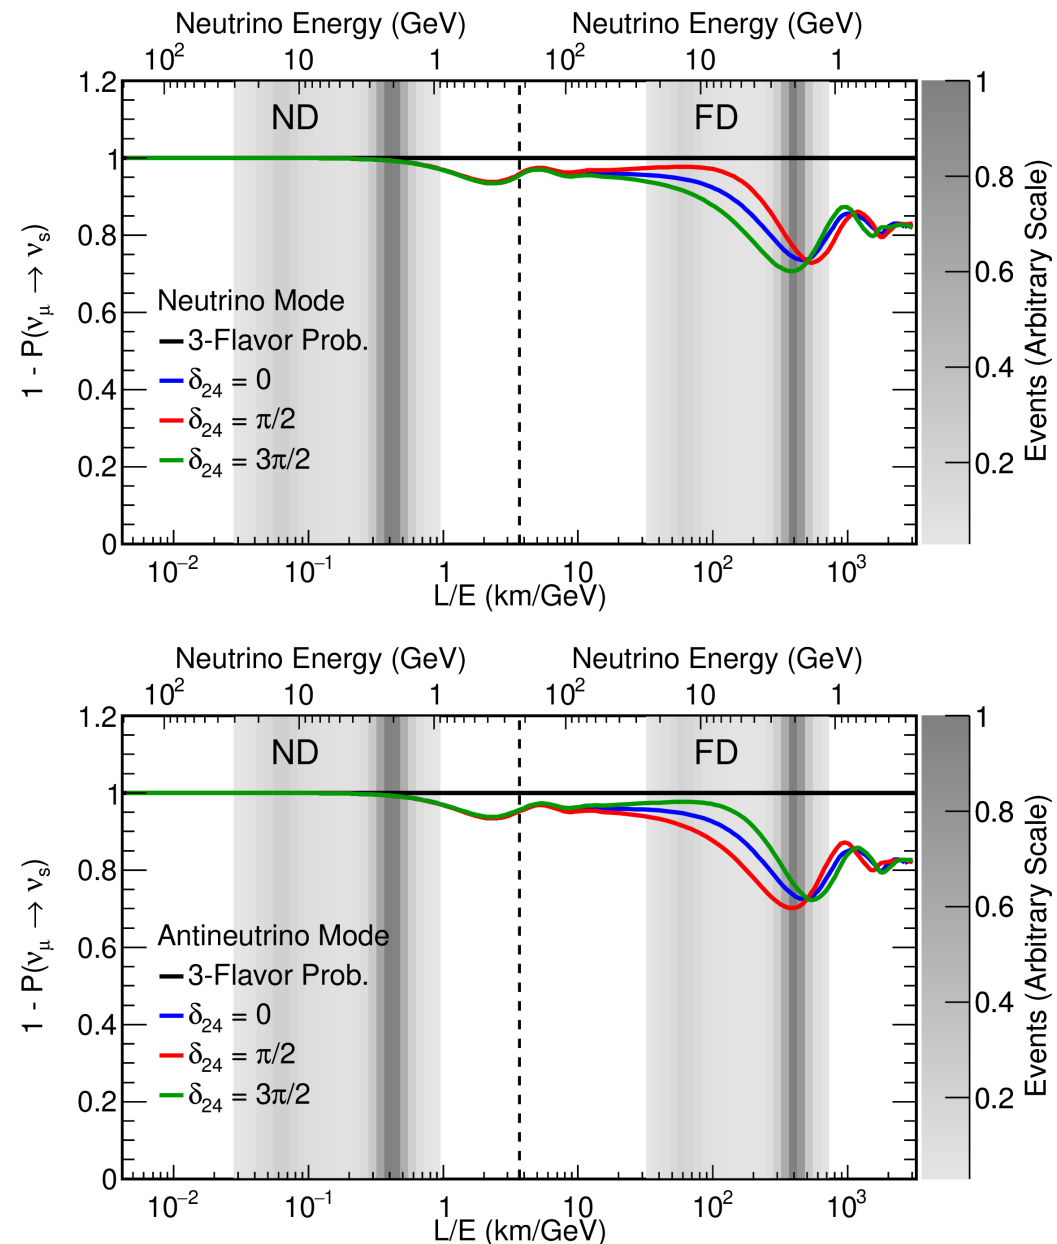 Neutrino Energy (GeV) Neutrino Energy (GeV)
10² 10 1 10² 10 1
1.2 1
ND FD
1 0.8
0.8 0.6
Neutrino Mode
3-Flavor Prob.
δ₂₄ = 0
δ₂₄ = π/2
δ₂₄ = 3π/2
0.6
0.4 0.4
0.2 0.2
0
10⁻² 10⁻¹ 1 10 10² 10³
L/E (km/GeV)
1 - P(νμ → νs)
Events (Arbitrary Scale)
Neutrino Energy (GeV) Neutrino Energy (GeV)
10² 10 1 10² 10 1
1.2 1
ND FD
1 0.8
0.8 0.6
0.6
Antineutrino Mode
3-Flavor Prob.
δ₂₄ = 0
δ₂₄ = π/2
δ₂₄ = 3π/2
0.4 0.4
0.2 0.2
0
10⁻² 10⁻¹ 1 10 10² 10³
L/E (km/GeV)
1 - P(νμ → νs)
Events (Arbitrary Scale)